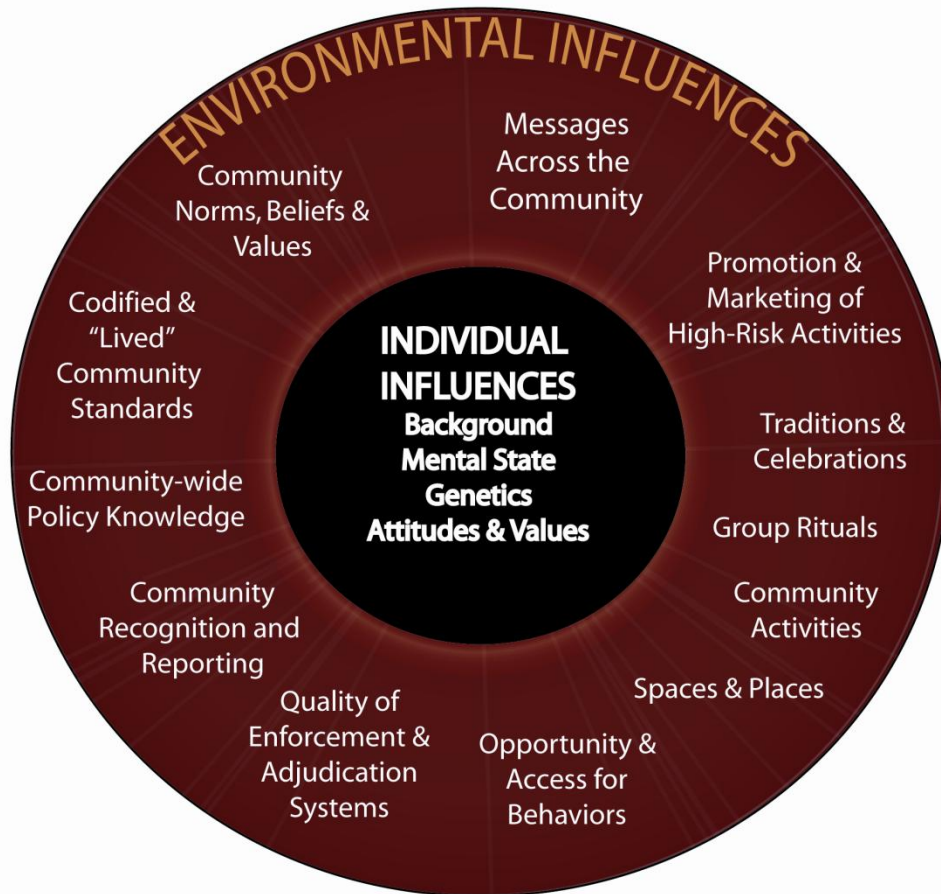 ENVIRONMENTAL INFLUENCES
Messages
Across the
Community
Promotion &
Marketing of
High-Risk Activities
Traditions &
Celebrations
Group Rituals
Community
Activities
Spaces & Places
Opportunity &
Access for
Behaviors
Quality of
Enforcement &
Adjudication
Systems
Community
Recognition and
Reporting
Community-wide
Policy Knowledge
Codified &
“Lived”
Community
Standards
Community
Norms, Beliefs &
Values
INDIVIDUAL
INFLUENCES
Background
Mental State
Genetics
Attitudes & Values